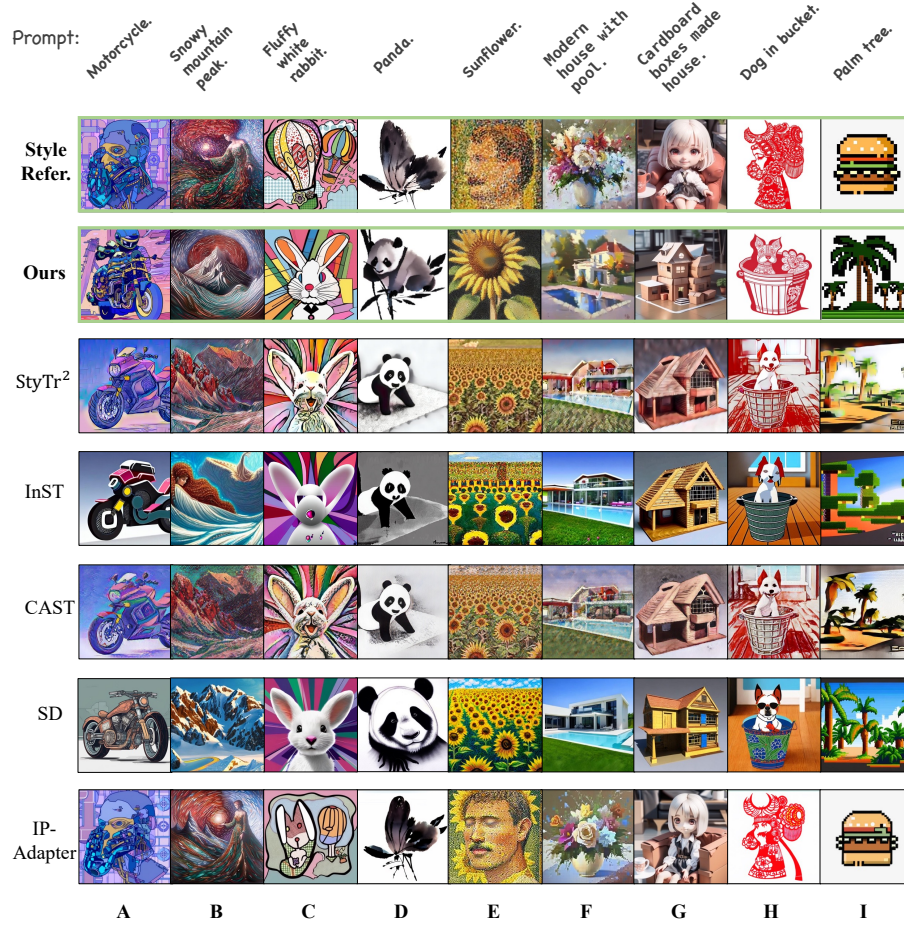 Prompt:
Motorcycle.
Snowy
mountain
peak.
Fluffy
white
rabbit.
Panda.
Sunflower.
Modern
house with
pool.
Cardboard
boxes made
house.
Dog in bucket.
Palm tree.
Style
Refer.
Ours
StyTr²
InST
CAST
SD
IP-
Adapter
A B C D E F G H I